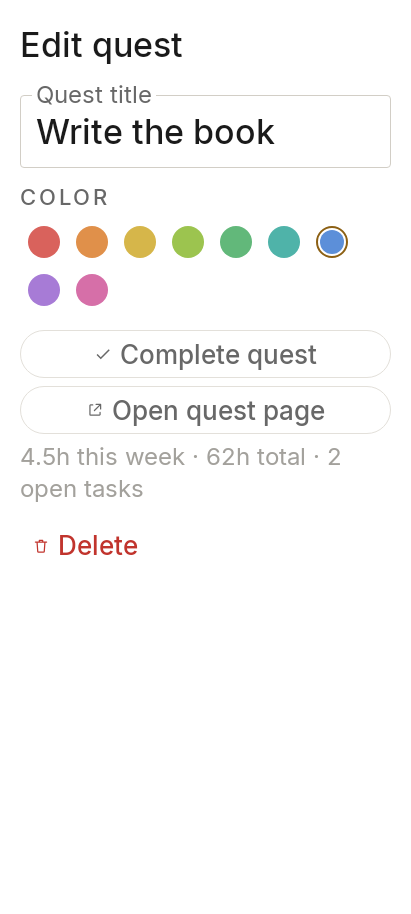 Edit quest
Quest title
Write the book
COLOR
Complete quest
Open quest page
4.5h this week · 62h total · 2
open tasks
Delete